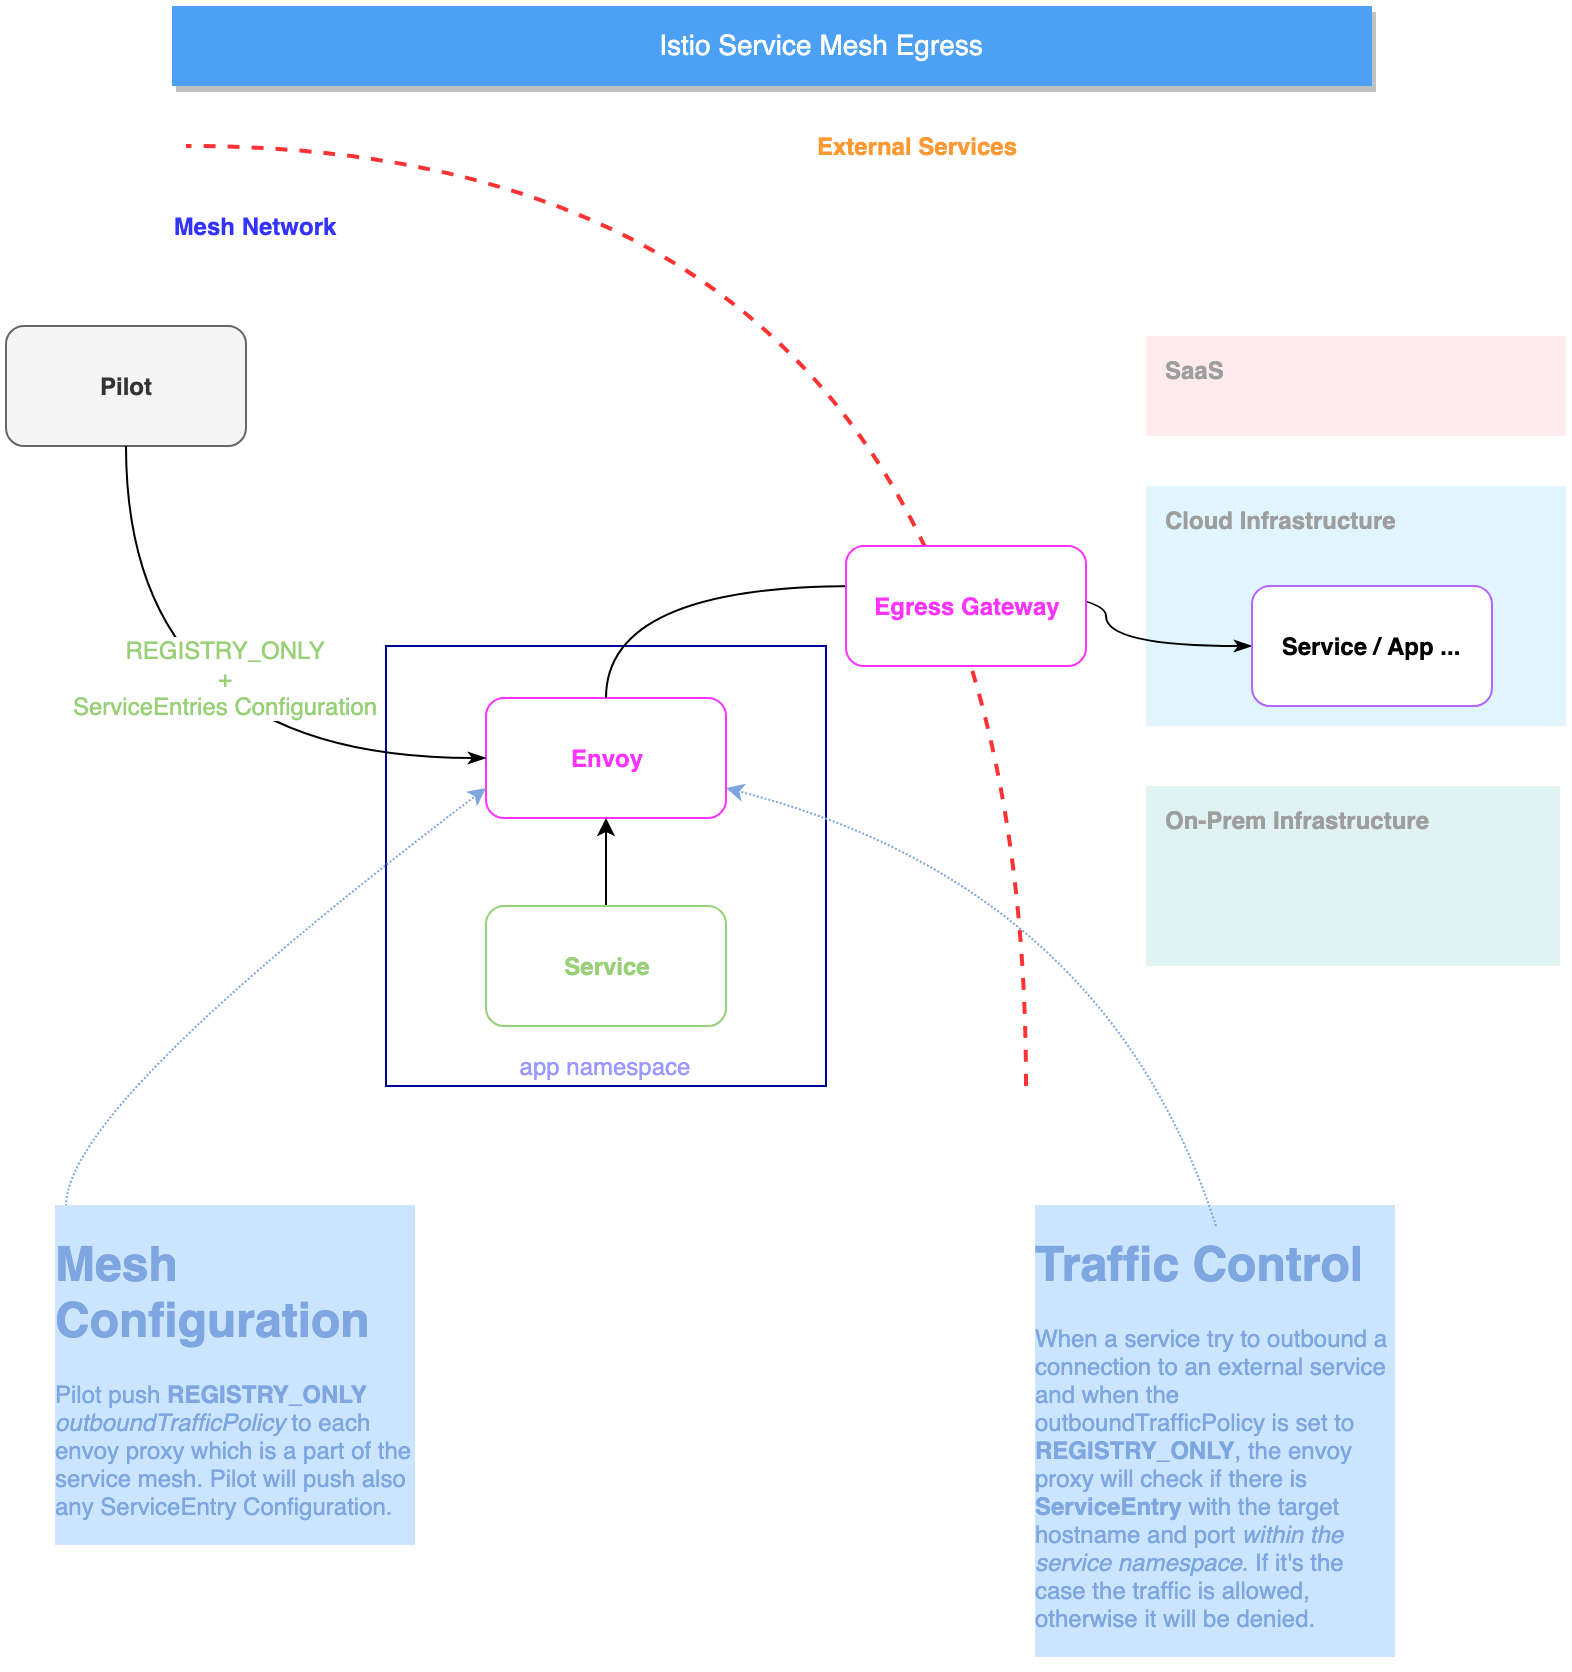 Istio Service Mesh Egress
External Services
Mesh Network
Pilot
SaaS
Cloud Infrastructure
Egress Gateway
Service / App ...
REGISTRY_ONLY
+
ServiceEntries Configuration
Envoy
On-Prem Infrastructure
Service
app namespace
Mesh
Configuration
Pilot push REGISTRY_ONLY
outboundTrafficPolicy to each
envoy proxy which is a part of the
service mesh. Pilot will push also
any ServiceEntry Configuration.
Traffic Control
When a service try to outbound a
connection to an external service
and when the
outboundTrafficPolicy is set to
REGISTRY_ONLY, the envoy
proxy will check if there is
ServiceEntry with the target
hostname and port within the
service namespace. If it's the
case the traffic is allowed,
otherwise it will be denied.